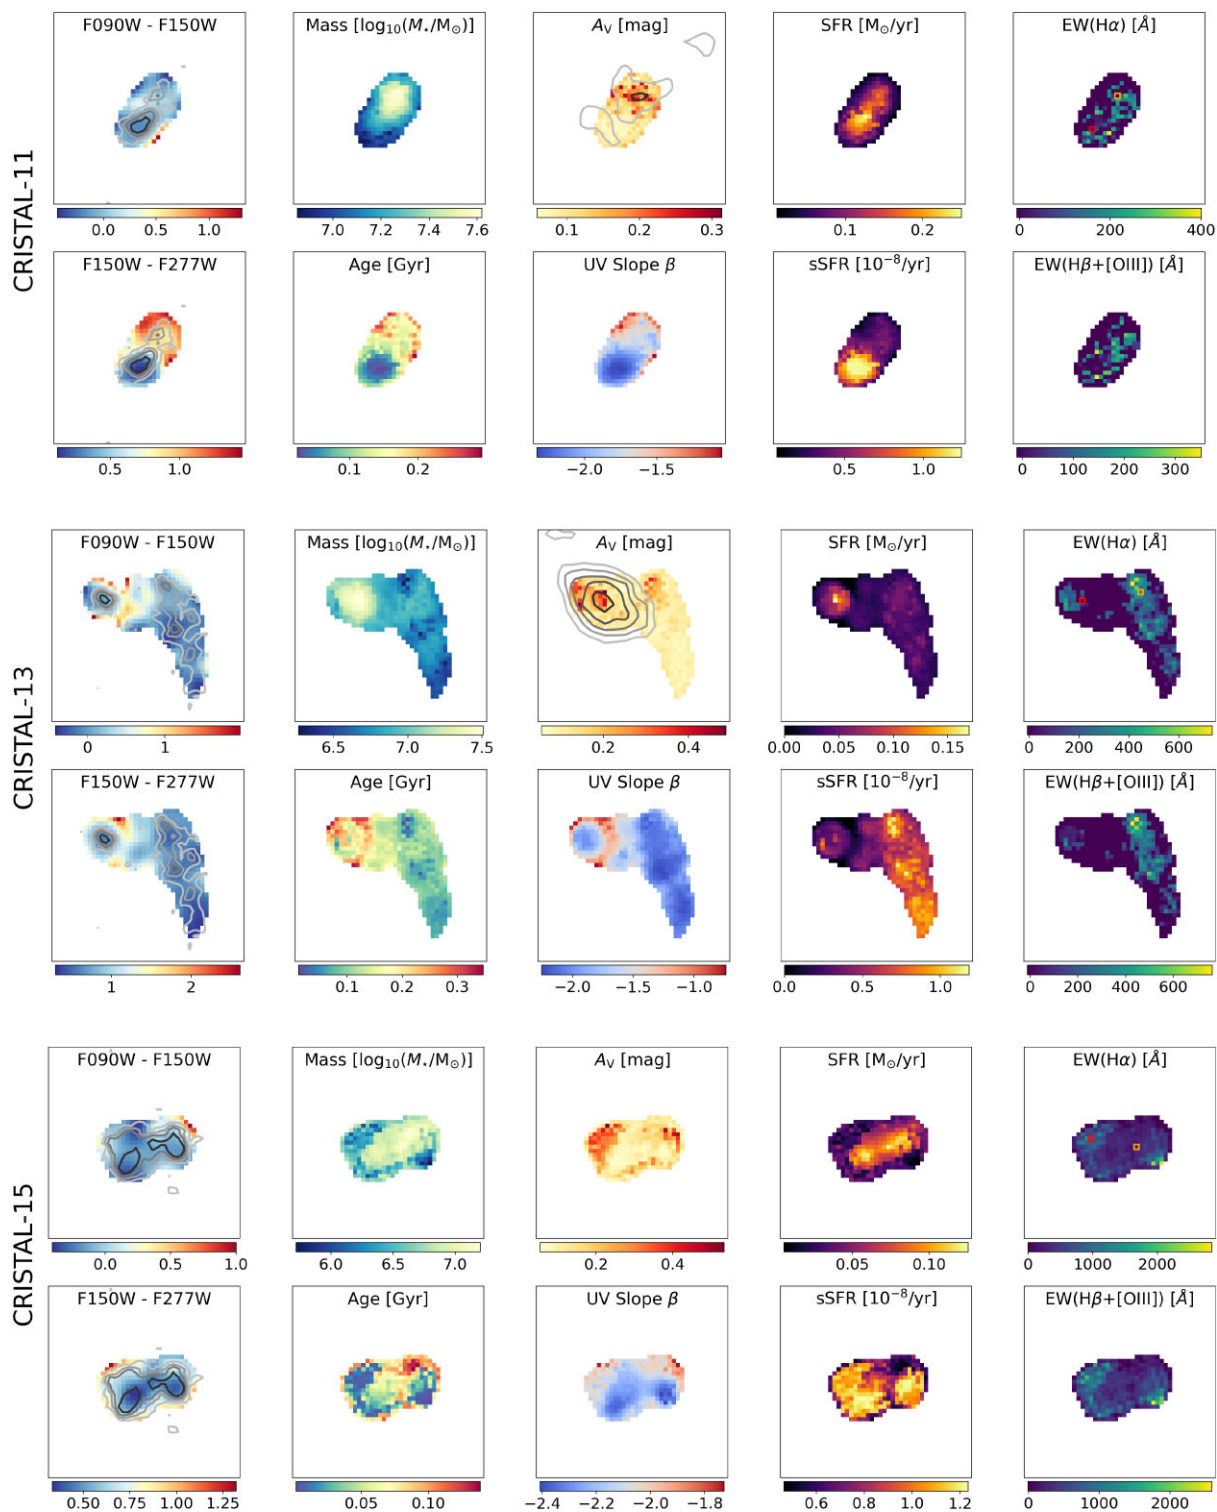 CRISTAL-11
F090W - F150W
Mass [log₁₀(M⋆/M⊙)]
A_V [mag]
SFR [M⊙/yr]
EW(Hα) [Å]
0.0 0.5 1.0
7.0 7.2 7.4 7.6
0.1 0.2 0.3
0.1 0.2
0 200 400
F150W - F277W
Age [Gyr]
UV Slope β
sSFR [10⁻⁸/yr]
EW(Hβ+[OIII]) [Å]
0.5 1.0
0.1 0.2
−2.0 −1.5
0.5 1.0
0 100 200 300
CRISTAL-13
F090W - F150W
Mass [log₁₀(M⋆/M⊙)]
A_V [mag]
SFR [M⊙/yr]
EW(Hα) [Å]
0 1
6.5 7.0 7.5
0.2 0.4
0.00 0.05 0.10 0.15
0 200 400 600
F150W - F277W
Age [Gyr]
UV Slope β
sSFR [10⁻⁸/yr]
EW(Hβ+[OIII]) [Å]
1 2
0.1 0.2 0.3
−2.0 −1.5 −1.0
0.0 0.5 1.0
0 200 400 600
CRISTAL-15
F090W - F150W
Mass [log₁₀(M⋆/M⊙)]
A_V [mag]
SFR [M⊙/yr]
EW(Hα) [Å]
0.0 0.5 1.0
6.0 6.5 7.0
0.2 0.4
0.05 0.10
0 1000 2000
F150W - F277W
Age [Gyr]
UV Slope β
sSFR [10⁻⁸/yr]
EW(Hβ+[OIII]) [Å]
0.50 0.75 1.00 1.25
0.05 0.10
−2.4 −2.2 −2.0 −1.8
0.6 0.8 1.0 1.2
0 1000 2000